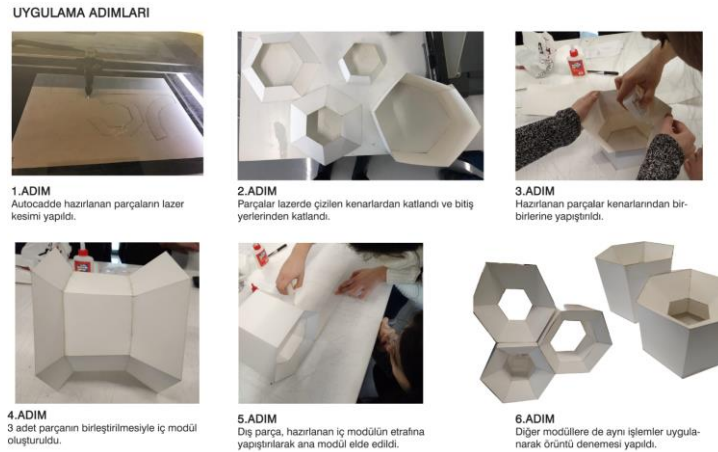 UYGULAMA ADIMLARI
1.ADIM
Autocadde hazırlanan parçaların lazer
kesimi yapıldı.
2.ADIM
Parçalar lazerde çizilen kenarlardan katlandı ve bitiş
yerlerinden katlandı.
3.ADIM
Hazırlanan parçalar kenarlarından bir-
birlerine yapıştırıldı.
4.ADIM
3 adet parçanın birleştirilmesiyle iç modül
oluşturuldu.
5.ADIM
Dış parça, hazırlanan iç modülün etrafına
yapıştırılarak ana modül elde edildi.
6.ADIM
Diğer modüllere de aynı işlemler uygula-
narak örüntü denemesi yapıldı.